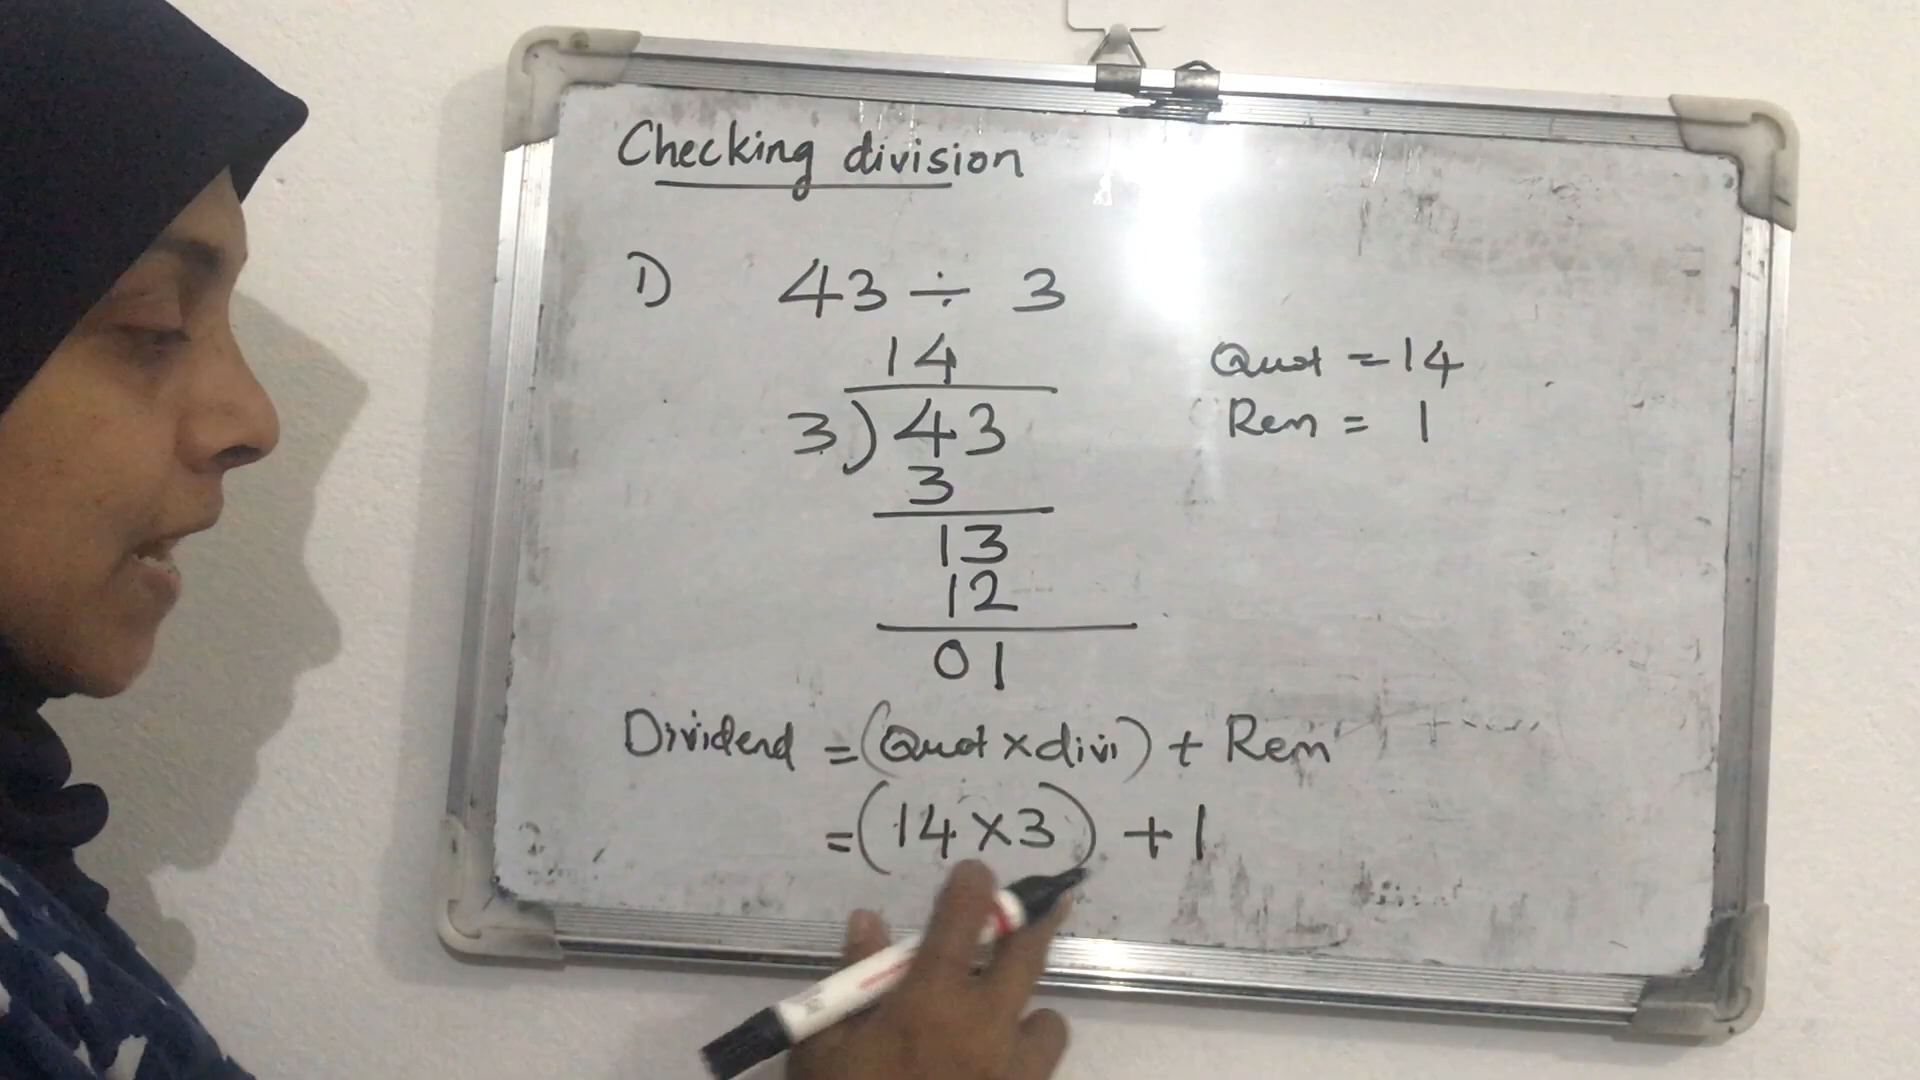 Checking division
1) 43 ÷ 3
14
Quot = 14
3)43
Rem = 1
3
13
12
01
Dividend = (Quot × divi) + Rem
= (14 × 3) + 1